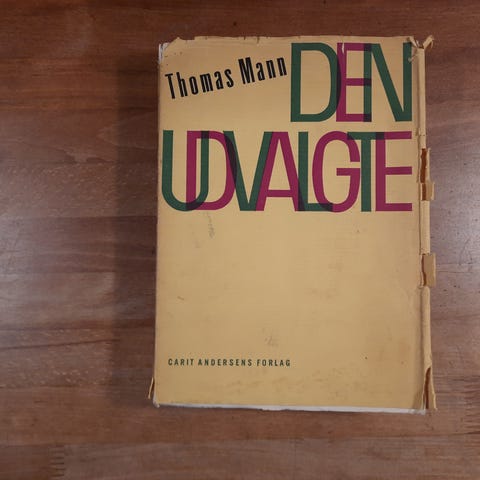 Thomas Mann
DEN
UDVALGTE
CARIT ANDERSENS FORLAG